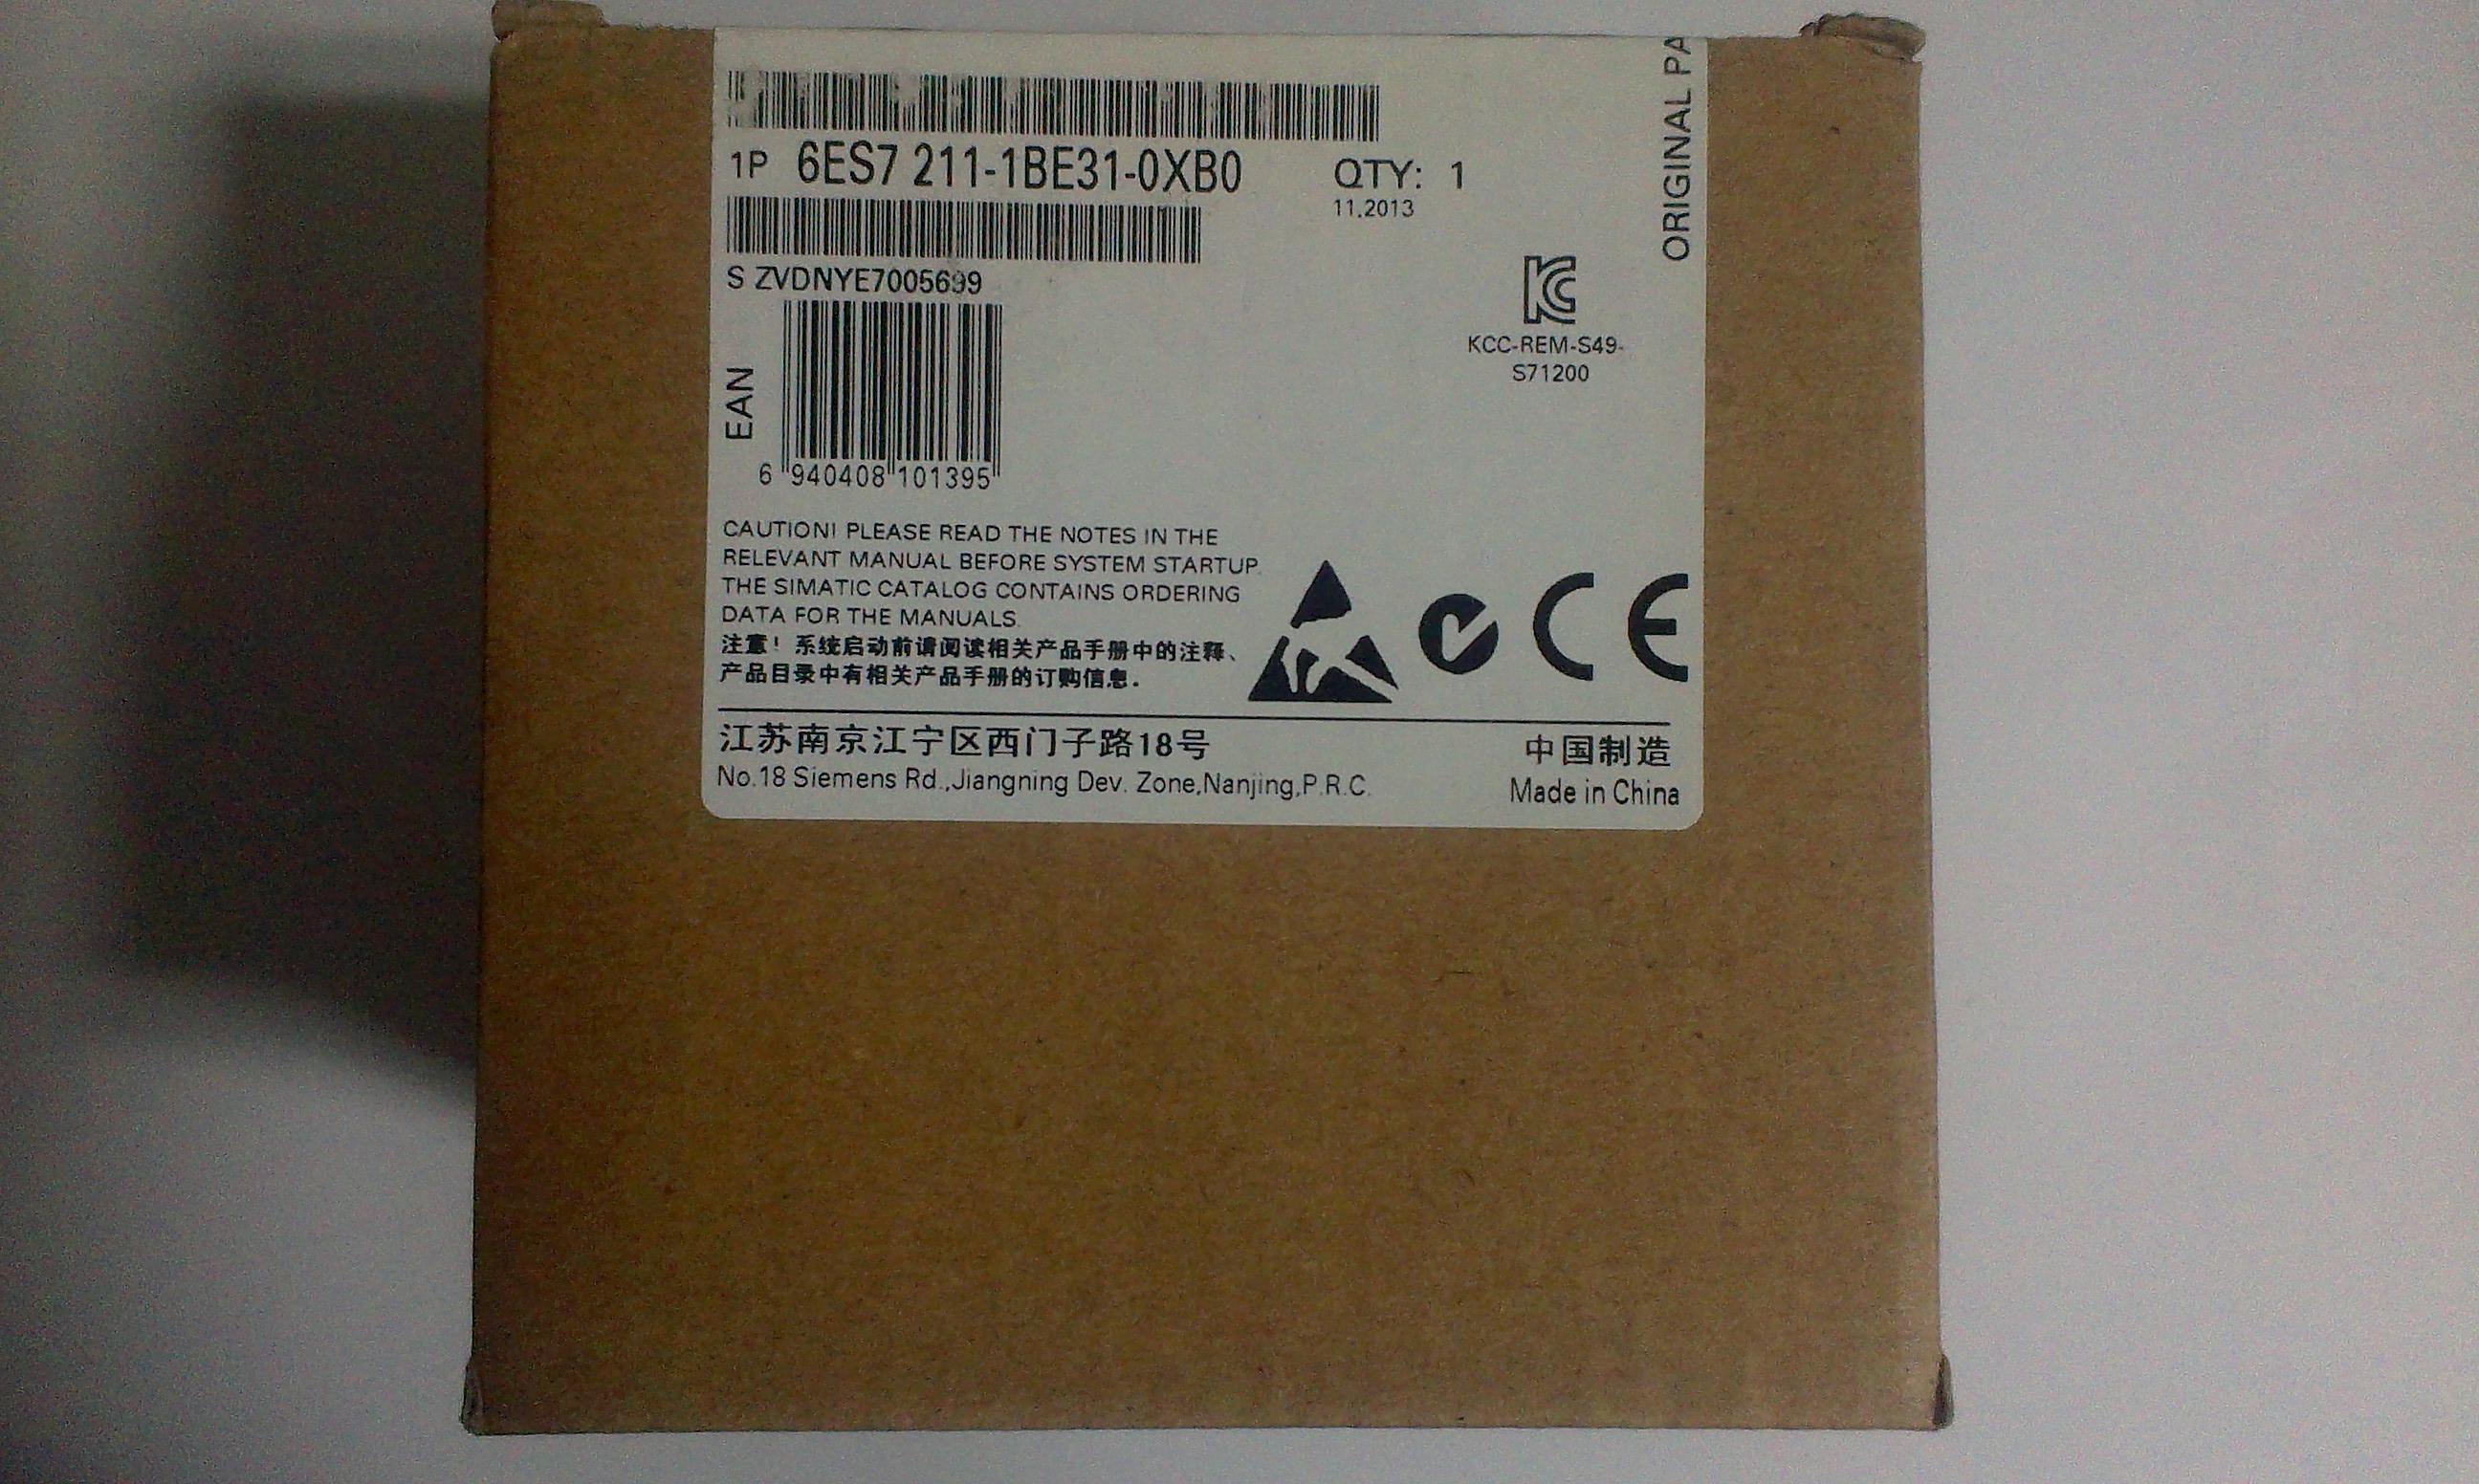 1P 6ES7 211-1BE31-0XB0
QTY: 1
11.2013
S ZVDNYE7005699
ORIGINAL PA
KCC-REM-S49-
S71200
EAN
6 940408 101395
CAUTION! PLEASE READ THE NOTES IN THE
RELEVANT MANUAL BEFORE SYSTEM STARTUP.
THE SIMATIC CATALOG CONTAINS ORDERING
DATA FOR THE MANUALS.
注意！系统启动前请阅读相关产品手册中的注释、
产品目录中有相关产品手册的订购信息.
CE
江苏南京江宁区西门子路18号
No.18 Siemens Rd.,Jiangning Dev. Zone,Nanjing,P.R.C.
中国制造
Made in China